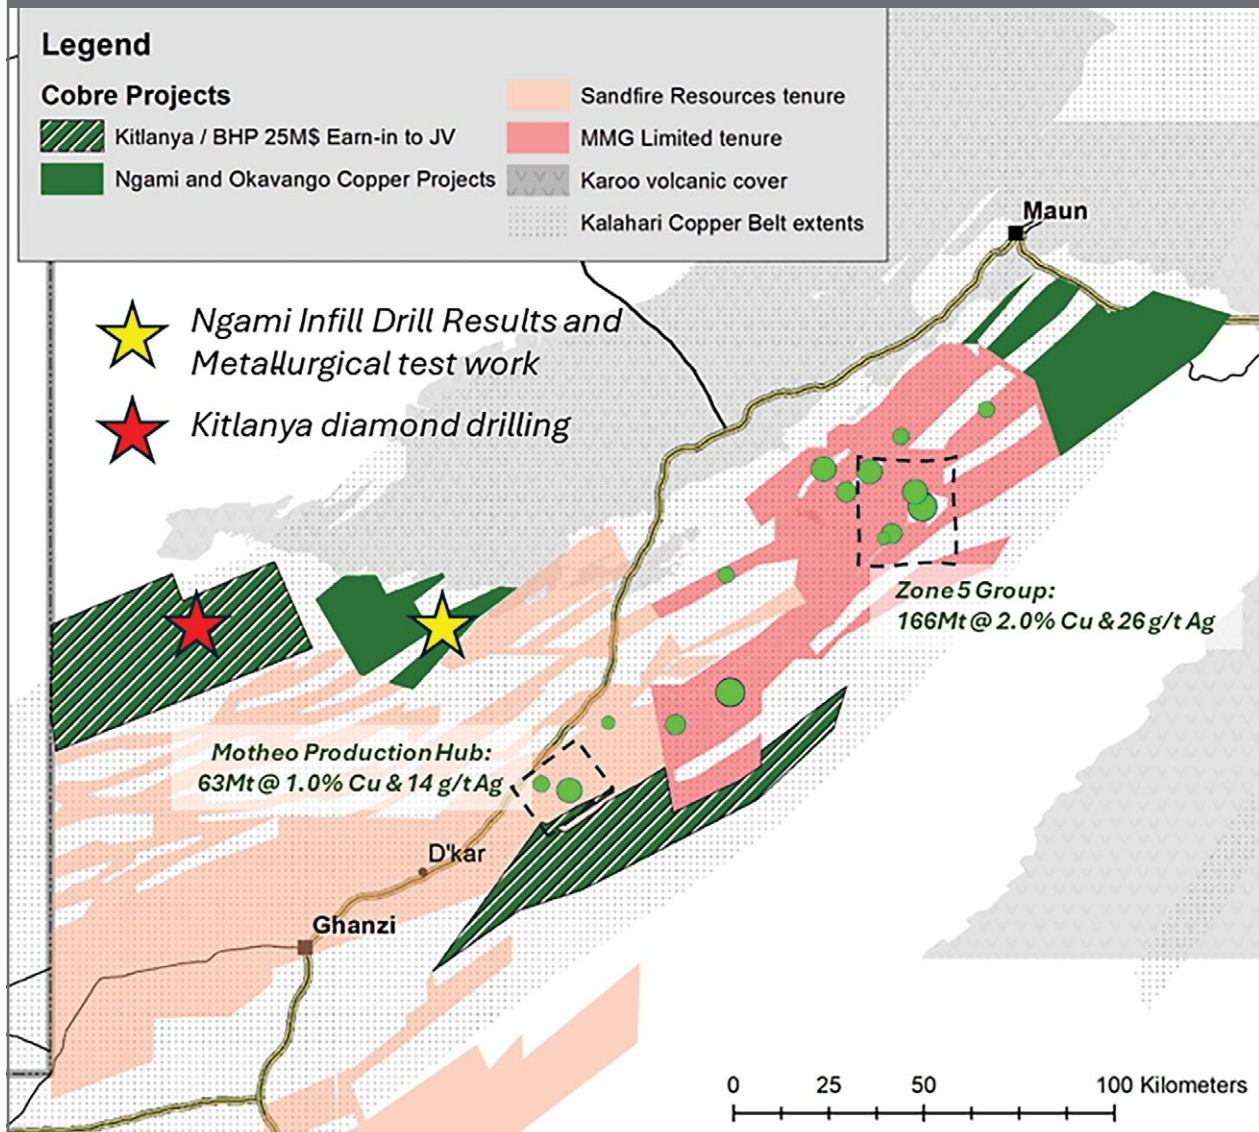 Legend
Cobre Projects
Kitlanya / BHP 25M$ Earn-in to JV
Ngami and Okavango Copper Projects
Sandfire Resources tenure
MMG Limited tenure
Karoo volcanic cover
Kalahari Copper Belt extents
Maun
Ngami Infill Drill Results and
Metallurgical test work
Kitlanya diamond drilling
Zone 5 Group:
166Mt @ 2.0% Cu & 26 g/t Ag
Motheo Production Hub:
63Mt @ 1.0% Cu & 14 g/t Ag
D'kar
Ghanzi
0 25 50 100 Kilometers